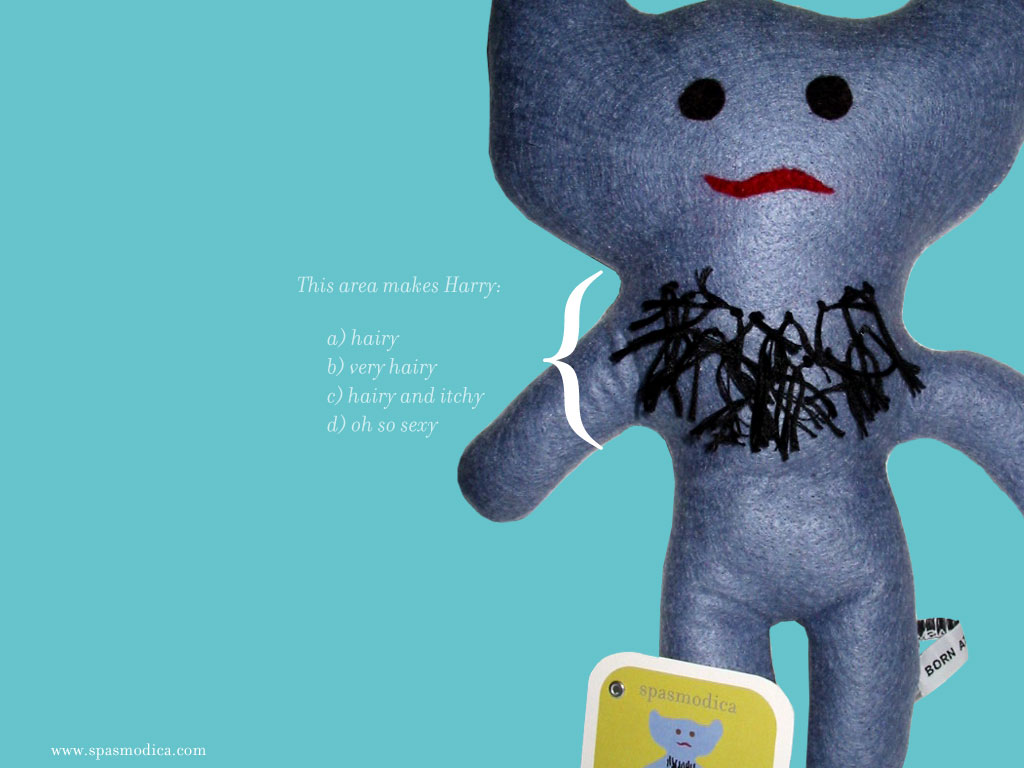 This area makes Harry:
a) hairy
b) very hairy
c) hairy and itchy
d) oh so sexy
BORN
spasmodica
www.spasmodica.com